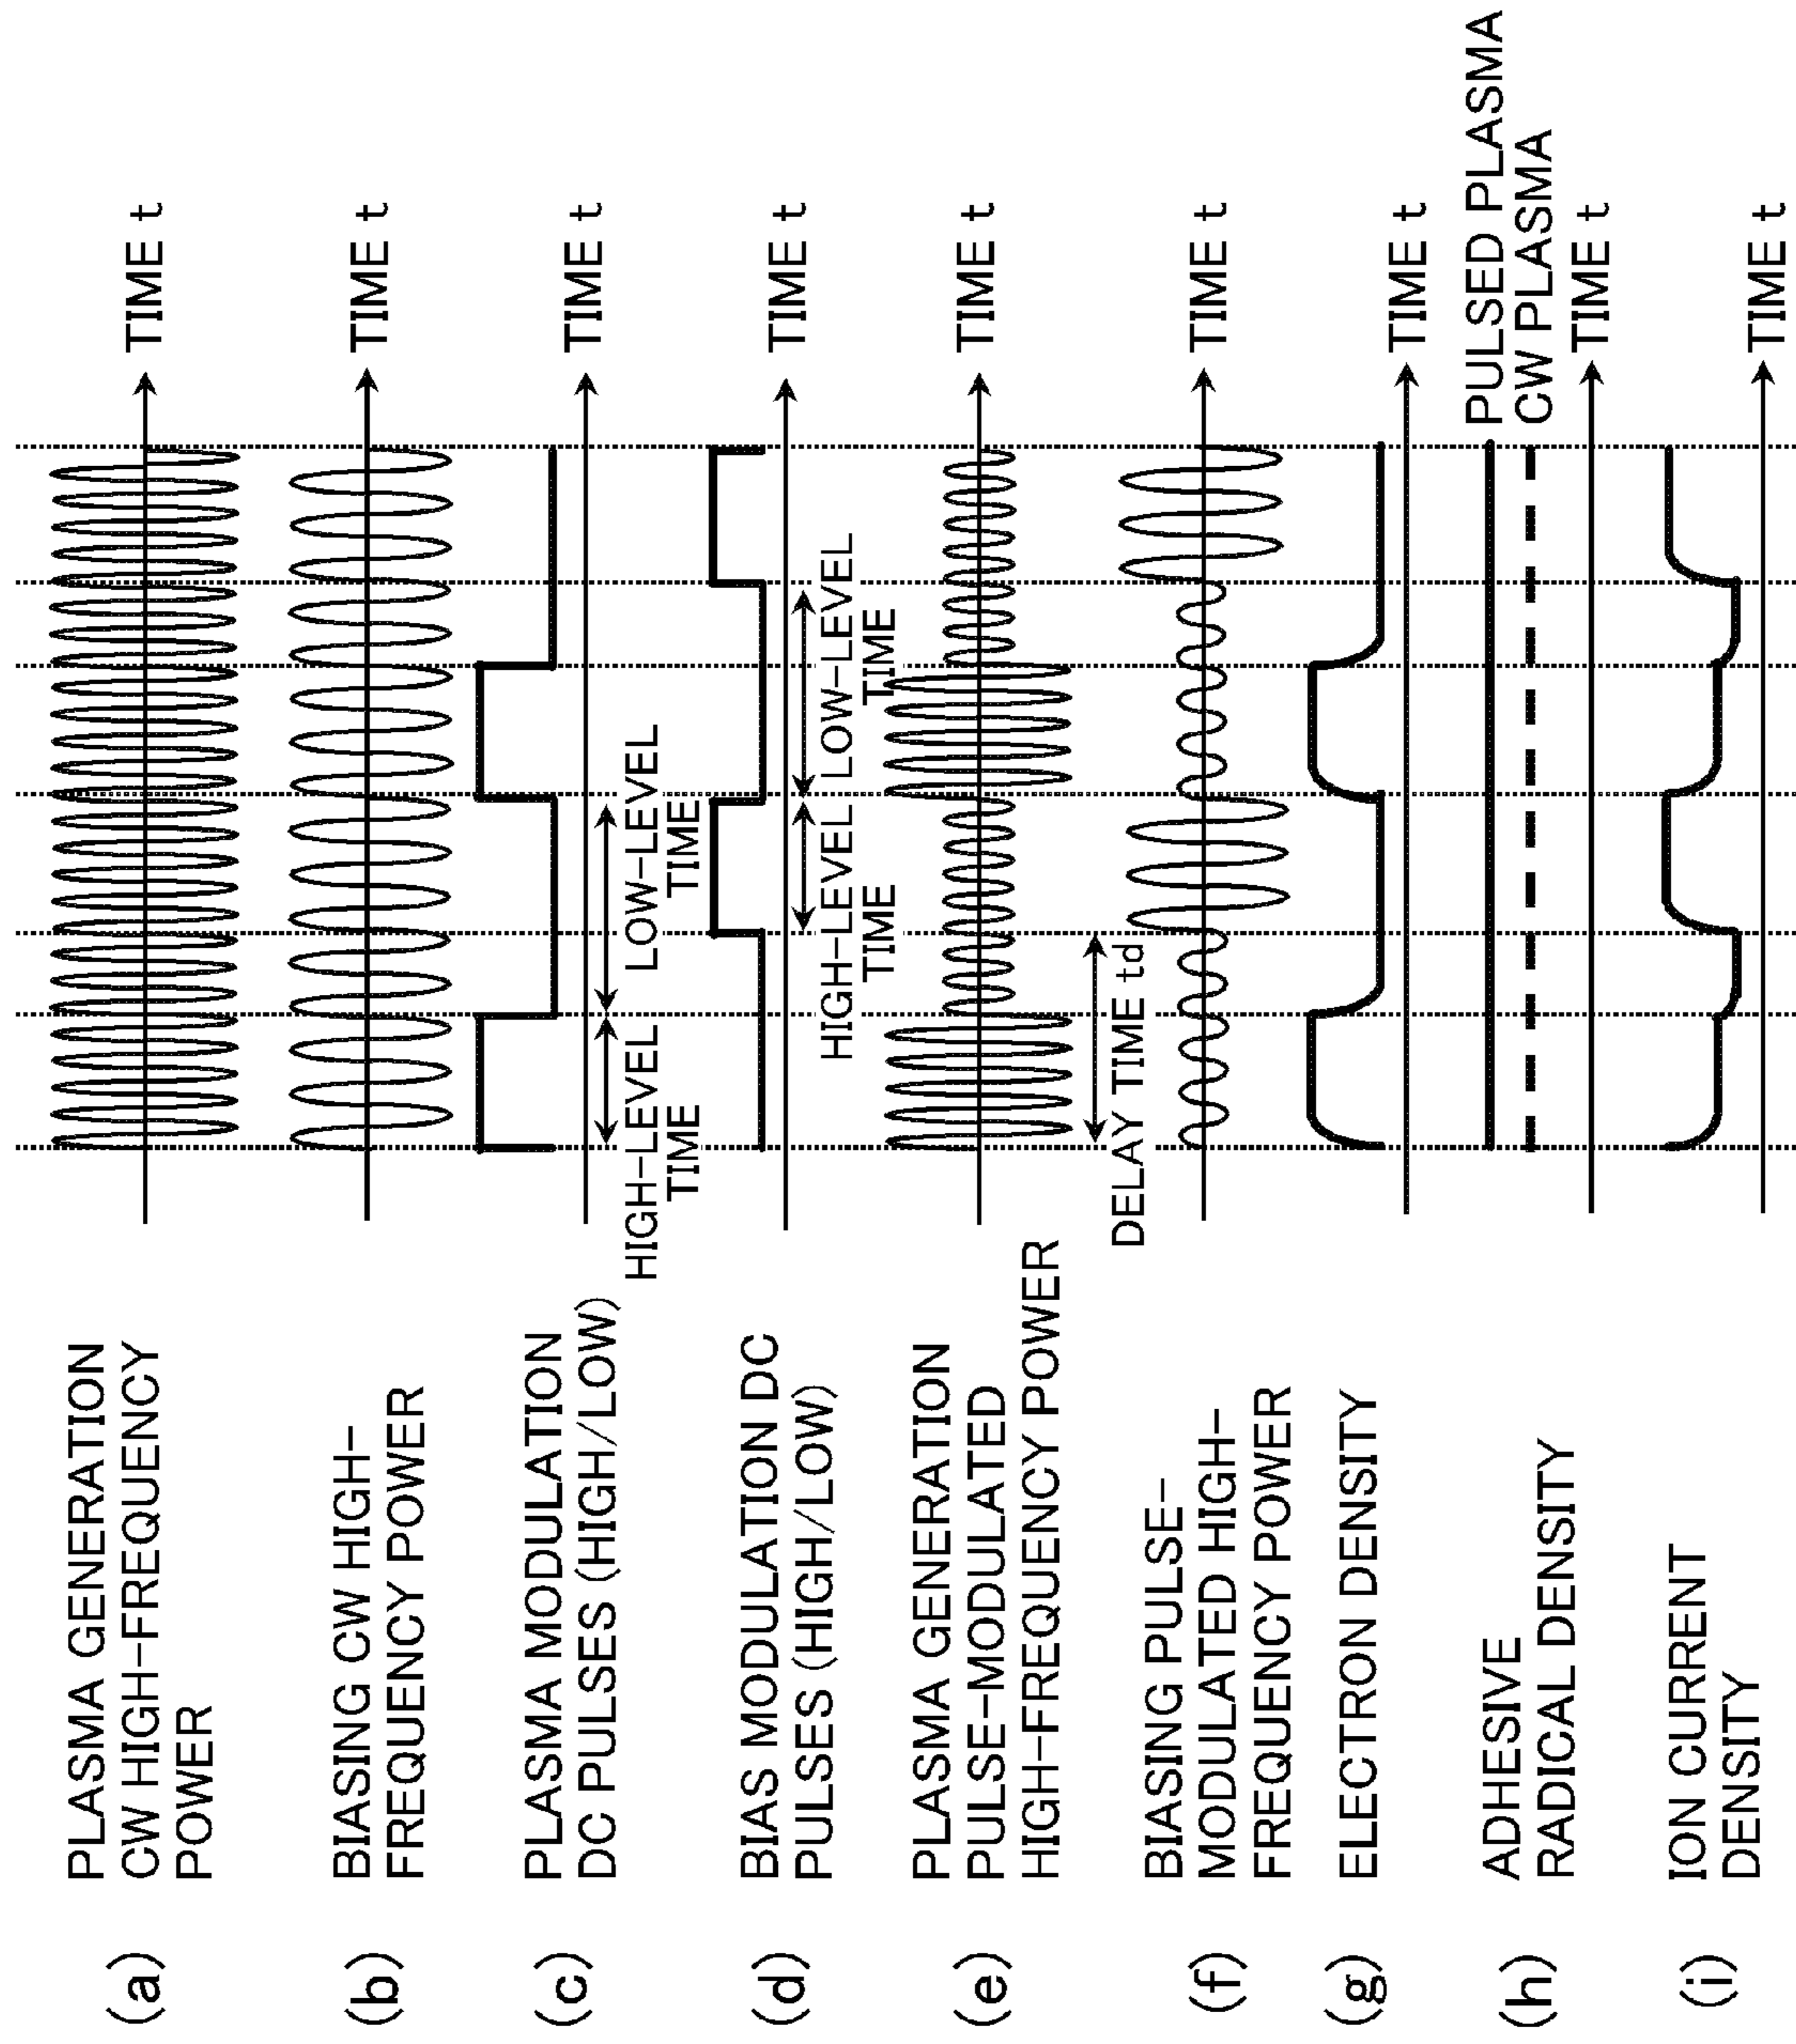 (a)
PLASMA GENERATION
CW HIGH-FREQUENCY
POWER
TIME t
(b)
BIASING CW HIGH-
FREQUENCY POWER
TIME t
(c)
PLASMA MODULATION
DC PULSES (HIGH/LOW)
TIME t
HIGH-LEVEL
TIME
LOW-LEVEL
TIME
(d)
BIAS MODULATION DC
PULSES (HIGH/LOW)
TIME t
HIGH-LEVEL
TIME
LOW-LEVEL
TIME
(e)
PLASMA GENERATION
PULSE-MODULATED
HIGH-FREQUENCY POWER
TIME t
DELAY TIME td
(f)
BIASING PULSE-
MODULATED HIGH-
FREQUENCY POWER
TIME t
(g)
ELECTRON DENSITY
TIME t
(h)
ADHESIVE
RADICAL DENSITY
PULSED PLASMA
CW PLASMA
TIME t
(i)
ION CURRENT
DENSITY
TIME t